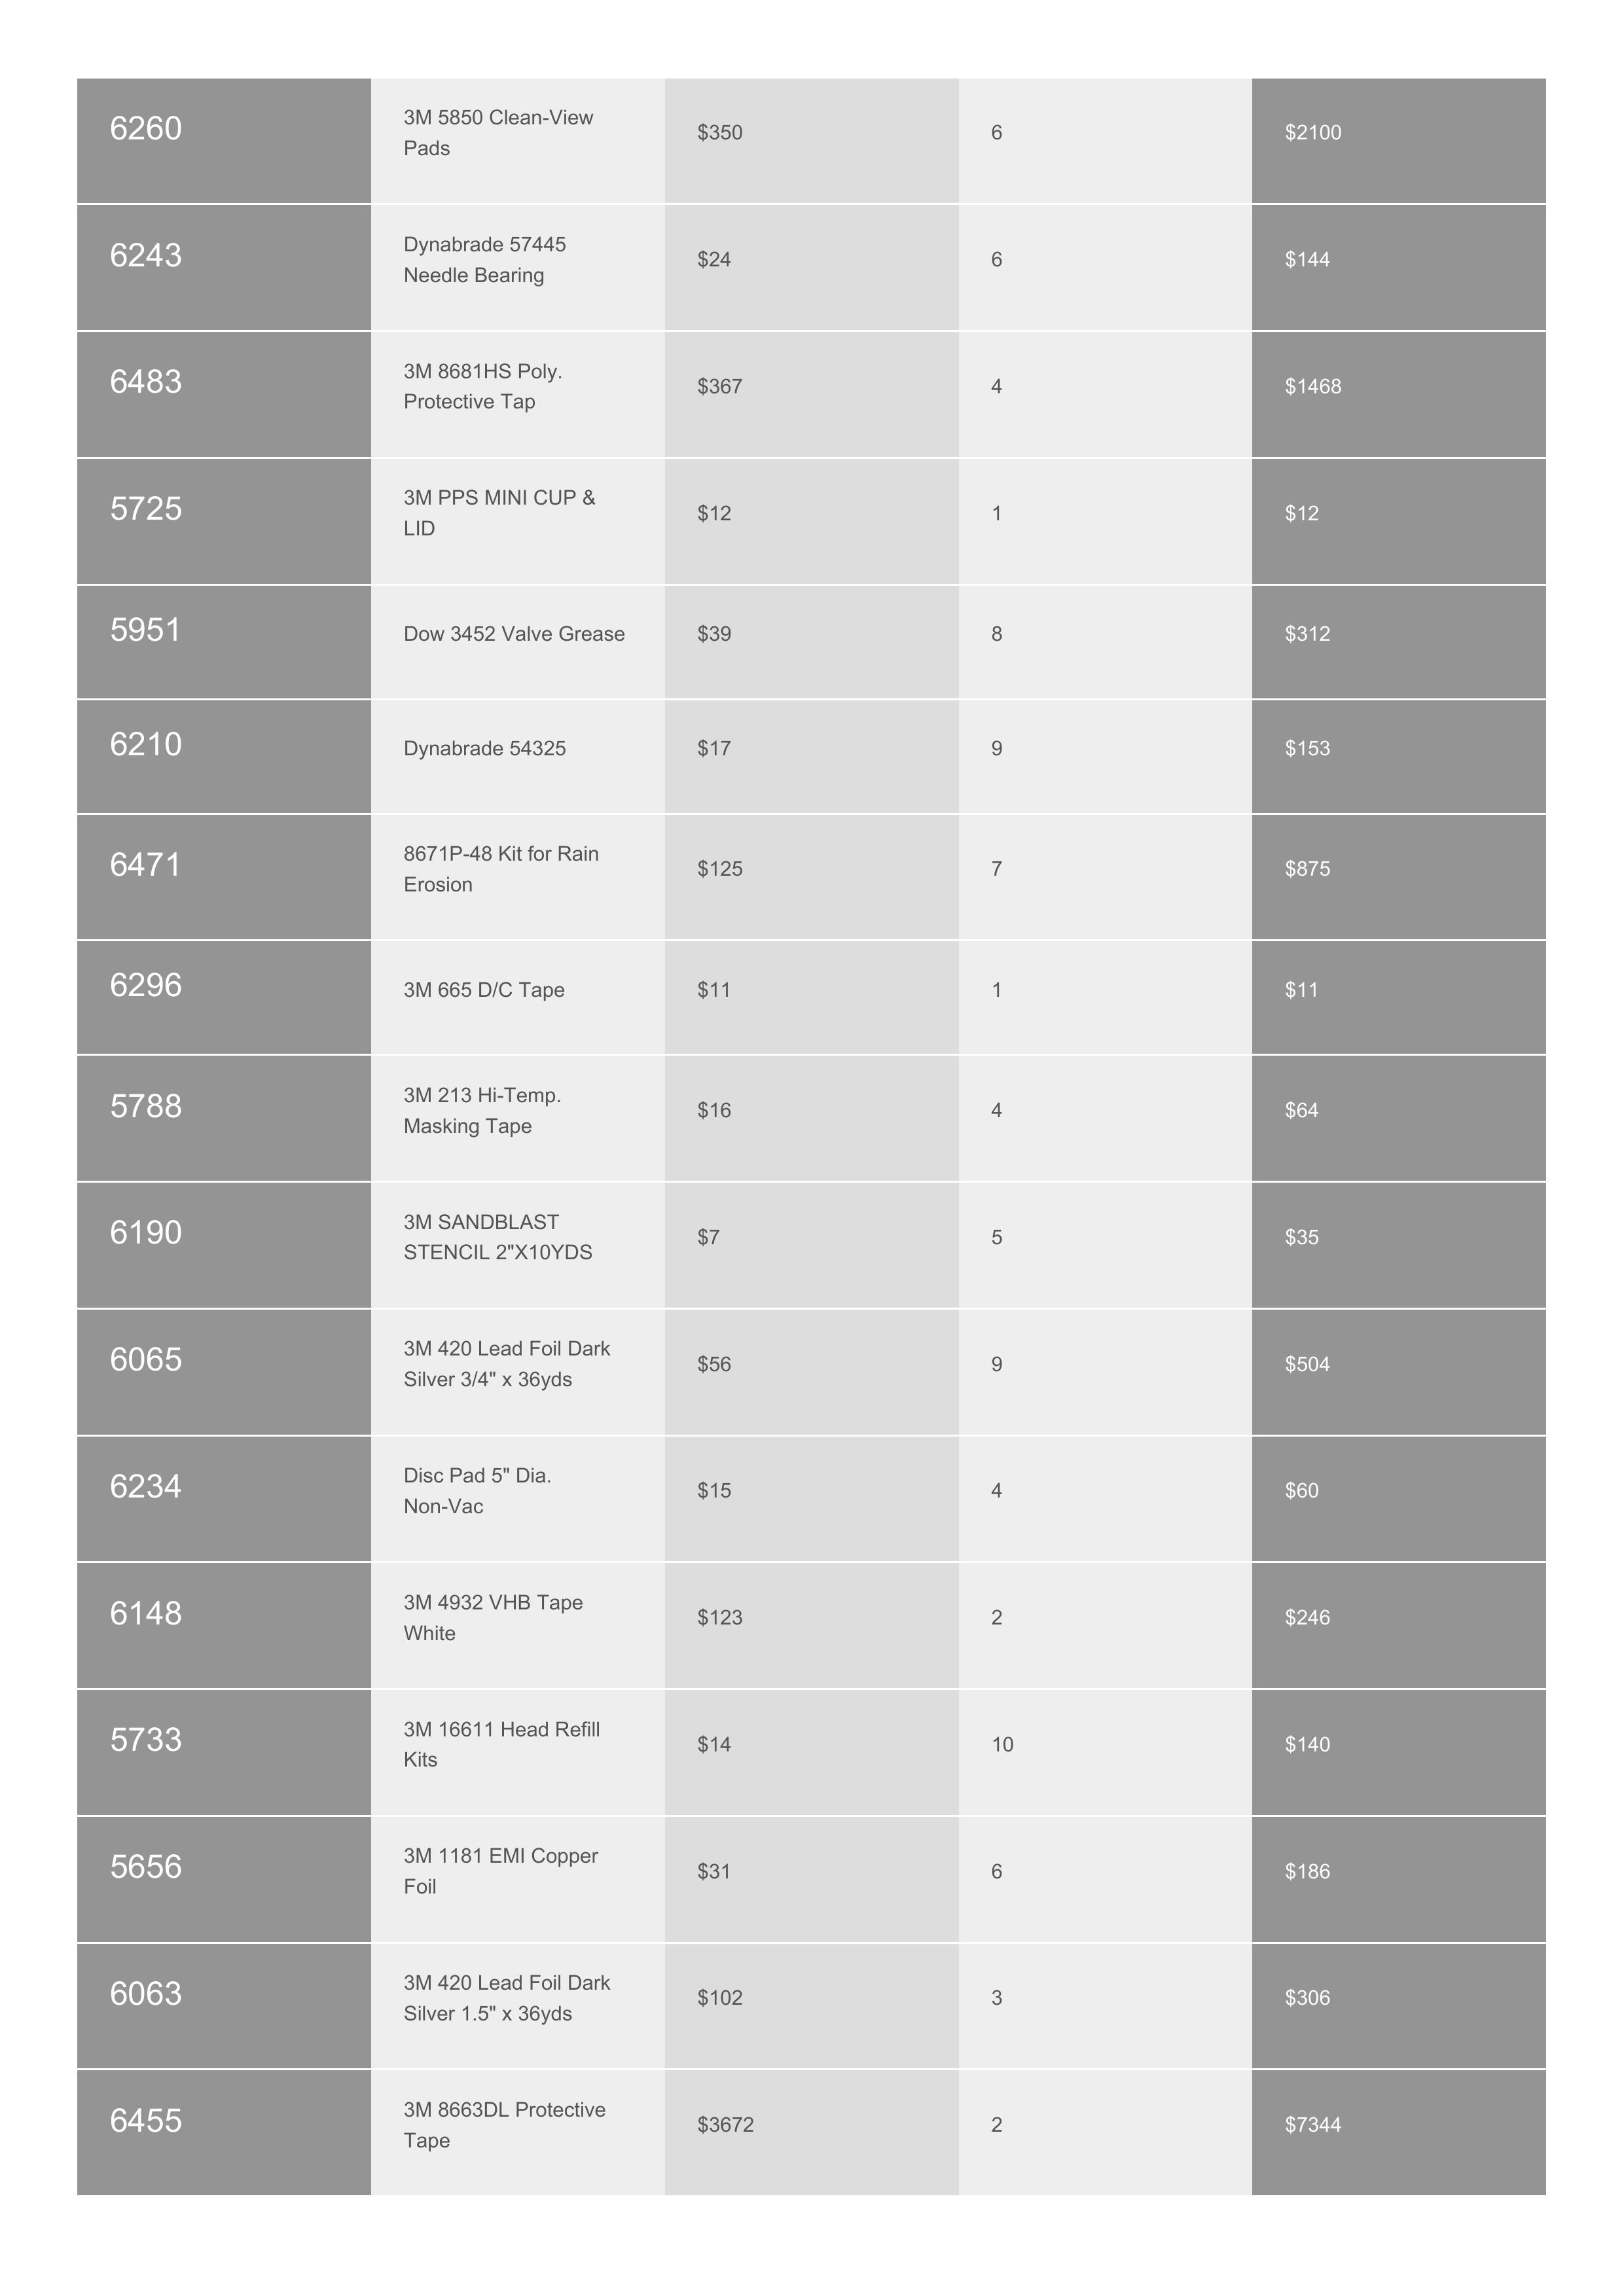 6260 3M 5850 Clean-View $350 6 $2100
Pads
6243 Dynabrade 57445 $24 6 $144
Needle Bearing
6483 3M 8681HS Poly. $367 4 $1468
Protective Tap
5725 3M PPS MINI CUP & $12 1 $12
LID
5951 Dow 3452 Valve Grease $39 8 $312
6210 Dynabrade 54325 $17 9 $153
6471 8671P-48 Kit for Rain $125 7 $875
Erosion
6296 3M 665 D/C Tape $11 1 $11
5788 3M 213 Hi-Temp. $16 4 $64
Masking Tape
6190 3M SANDBLAST $7 5 $35
STENCIL 2"X10YDS
6065 3M 420 Lead Foil Dark $56 9 $504
Silver 3/4" x 36yds
6234 Disc Pad 5" Dia. $15 4 $60
Non-Vac
6148 3M 4932 VHB Tape $123 2 $246
White
5733 3M 16611 Head Refill $14 10 $140
Kits
5656 3M 1181 EMI Copper $31 6 $186
Foil
6063 3M 420 Lead Foil Dark $102 3 $306
Silver 1.5" x 36yds
6455 3M 8663DL Protective $3672 2 $7344
Tape